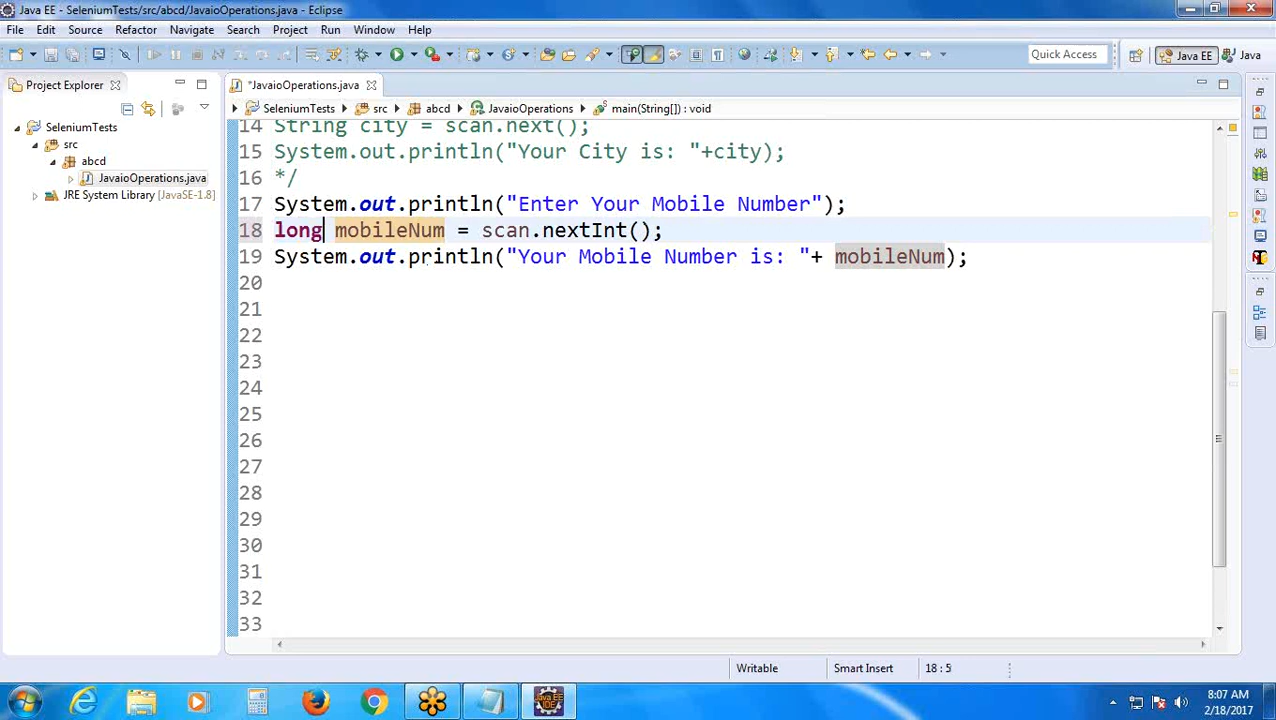 Java EE - SeleniumTests/src/abcd/JavaioOperations.java - Eclipse
File Edit Source Refactor Navigate Search Project Run Window Help
Quick Access
Java EE
Java
Project Explorer
*JavaioOperations.java
SeleniumTests src abcd JavaioOperations main(String[]) : void
SeleniumTests
src
abcd
JavaioOperations.java
JRE System Library [JavaSE-1.8]
14 String city = scan.next();
15 System.out.println("Your City is: "+city);
16 */
17 System.out.println("Enter Your Mobile Number");
18 long mobileNum = scan.nextInt();
19 System.out.println("Your Mobile Number is: "+ mobileNum);
20
21
22
23
24
25
26
27
28
29
30
31
32
33
Writable Smart Insert 18 : 5
Java EE
IDE
8:07 AM
2/18/2017